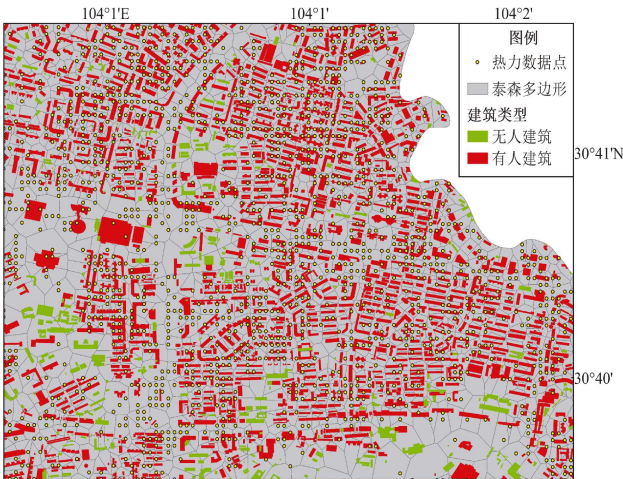 104°1'E
104°1'
104°2'
图例
热力数据点
泰森多边形
建筑类型
无人建筑
有人建筑
30°41'N
30°40'